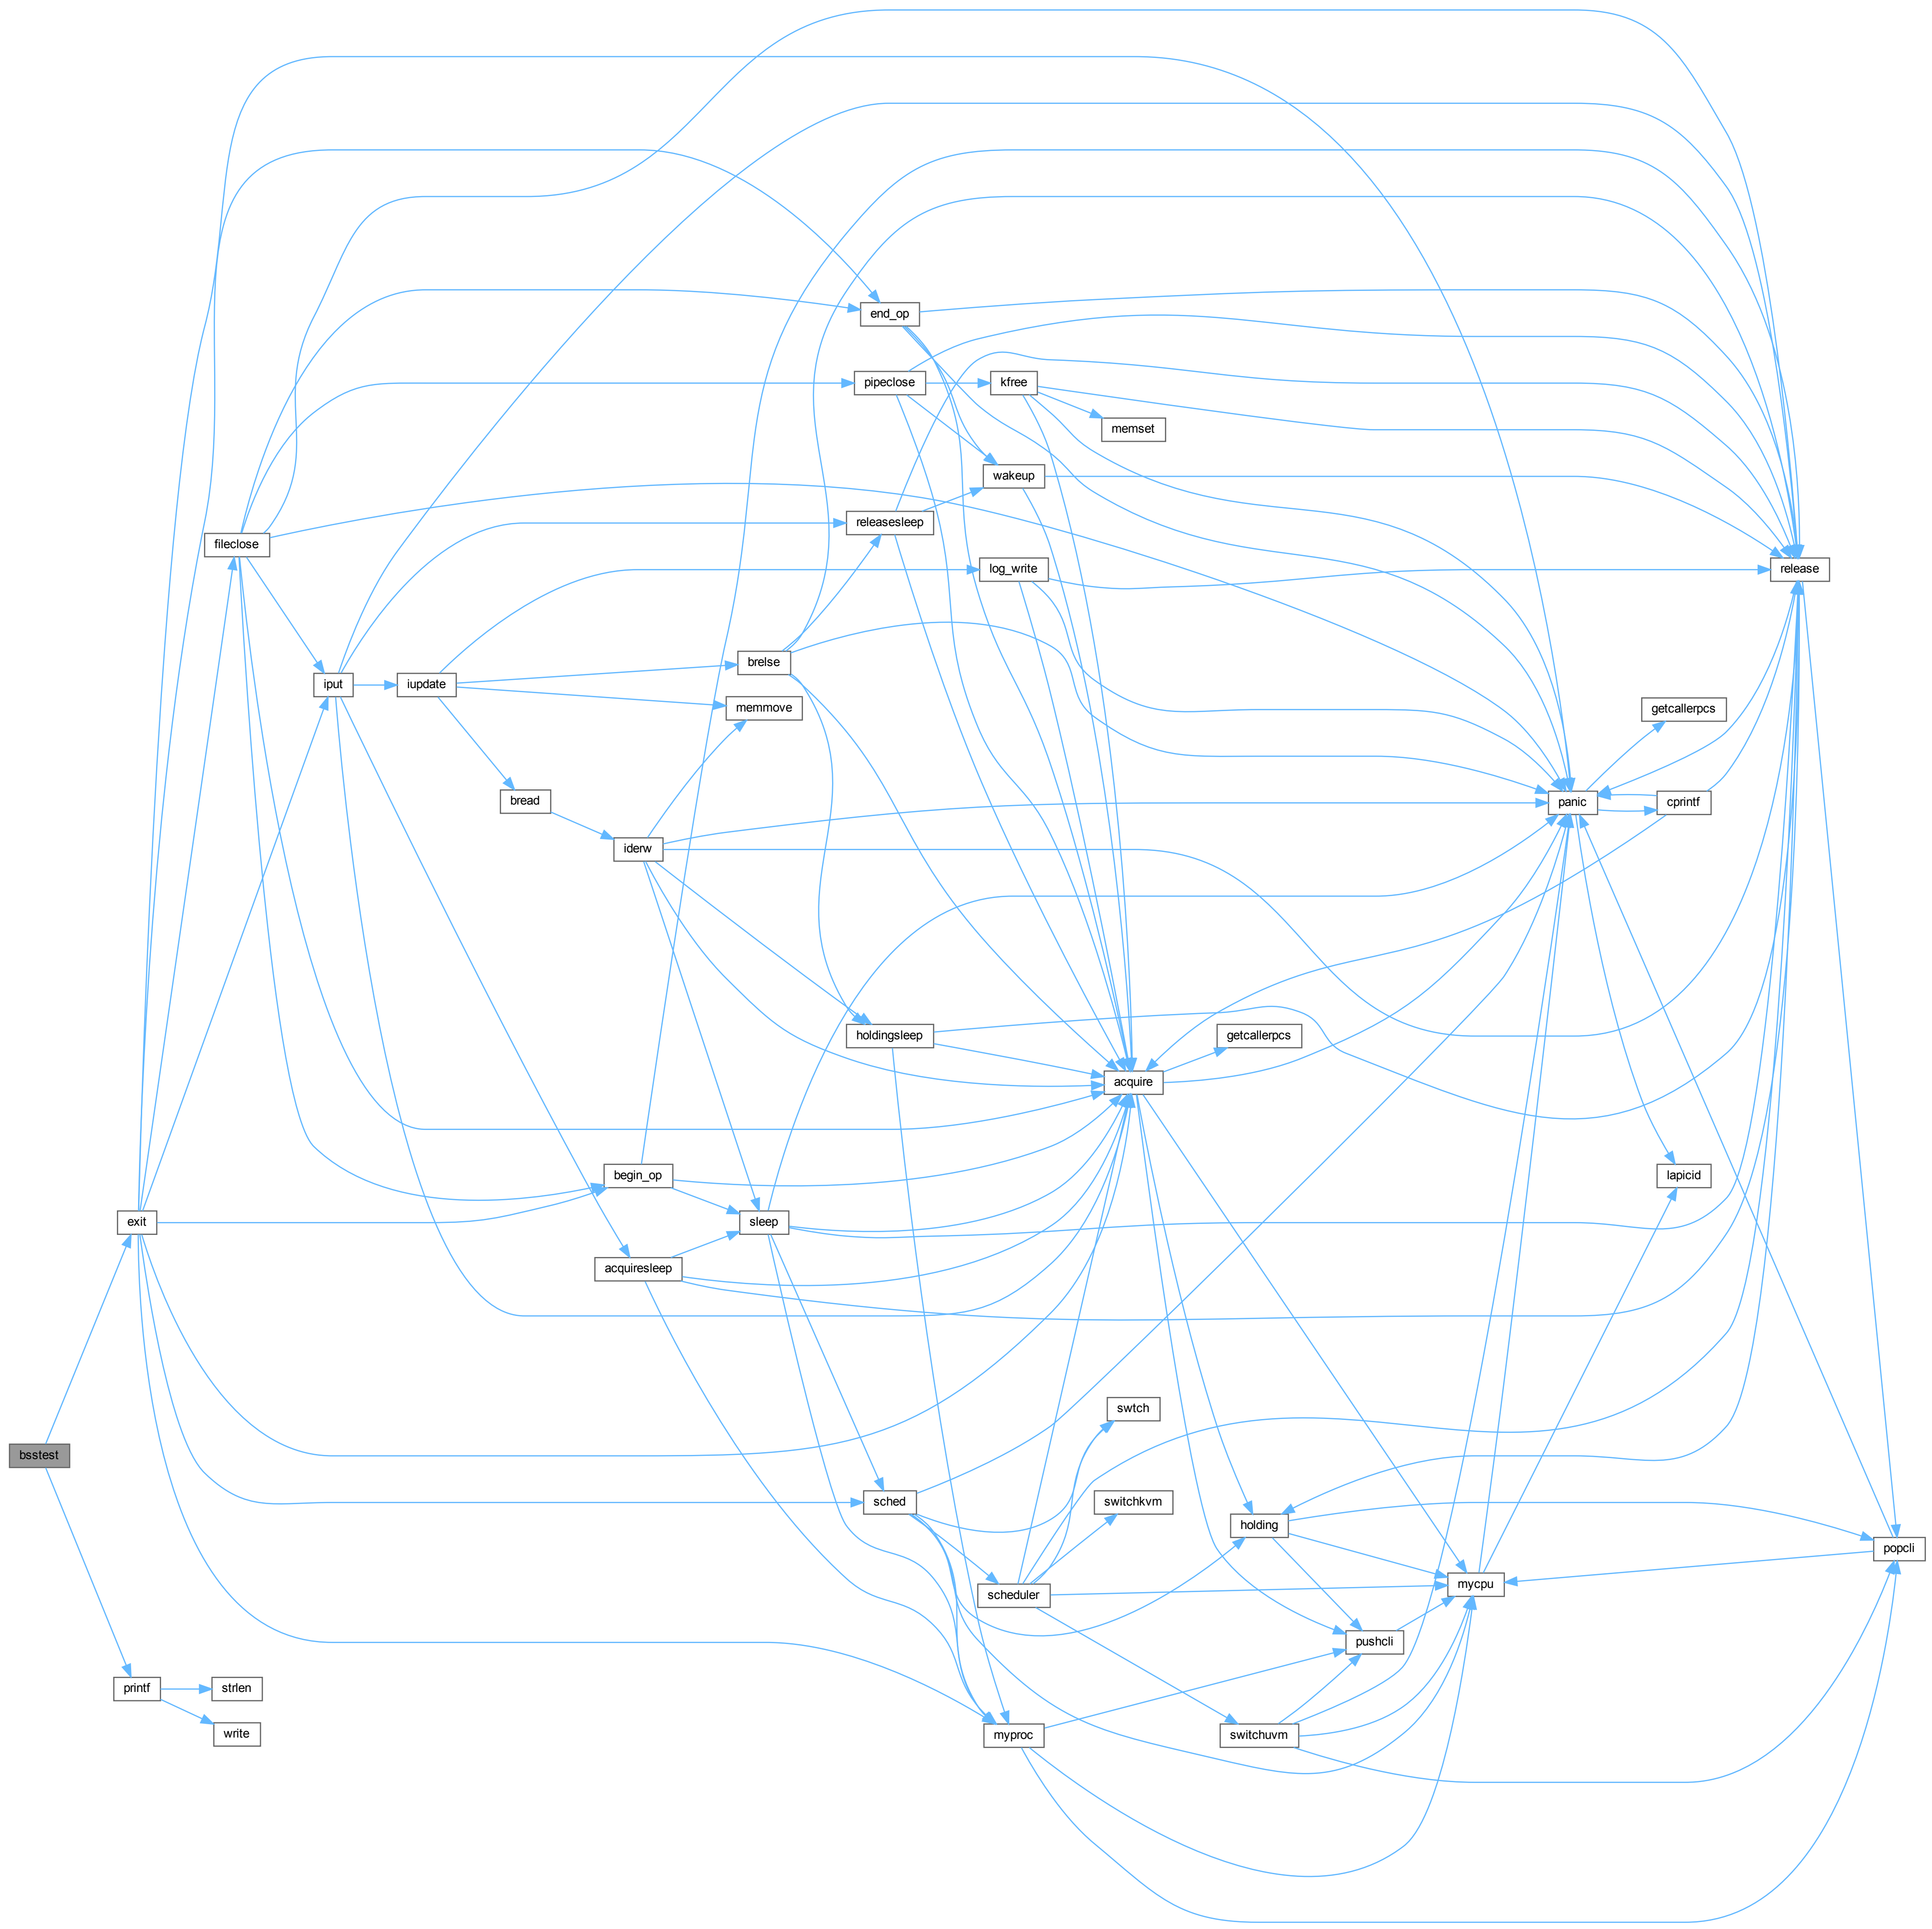 end_op
pipeclose
kfree
memset
wakeup
releasesleep
fileclose
log_write
release
brelse
iput
iupdate
memmove
getcallerpcs
bread
panic
cprintf
iderw
holdingsleep
getcallerpcs
acquire
begin_op
lapicid
exit
sleep
acquiresleep
swtch
bsstest
sched
switchkvm
holding
popcli
mycpu
scheduler
pushcli
printf
strlen
write
myproc
switchuvm